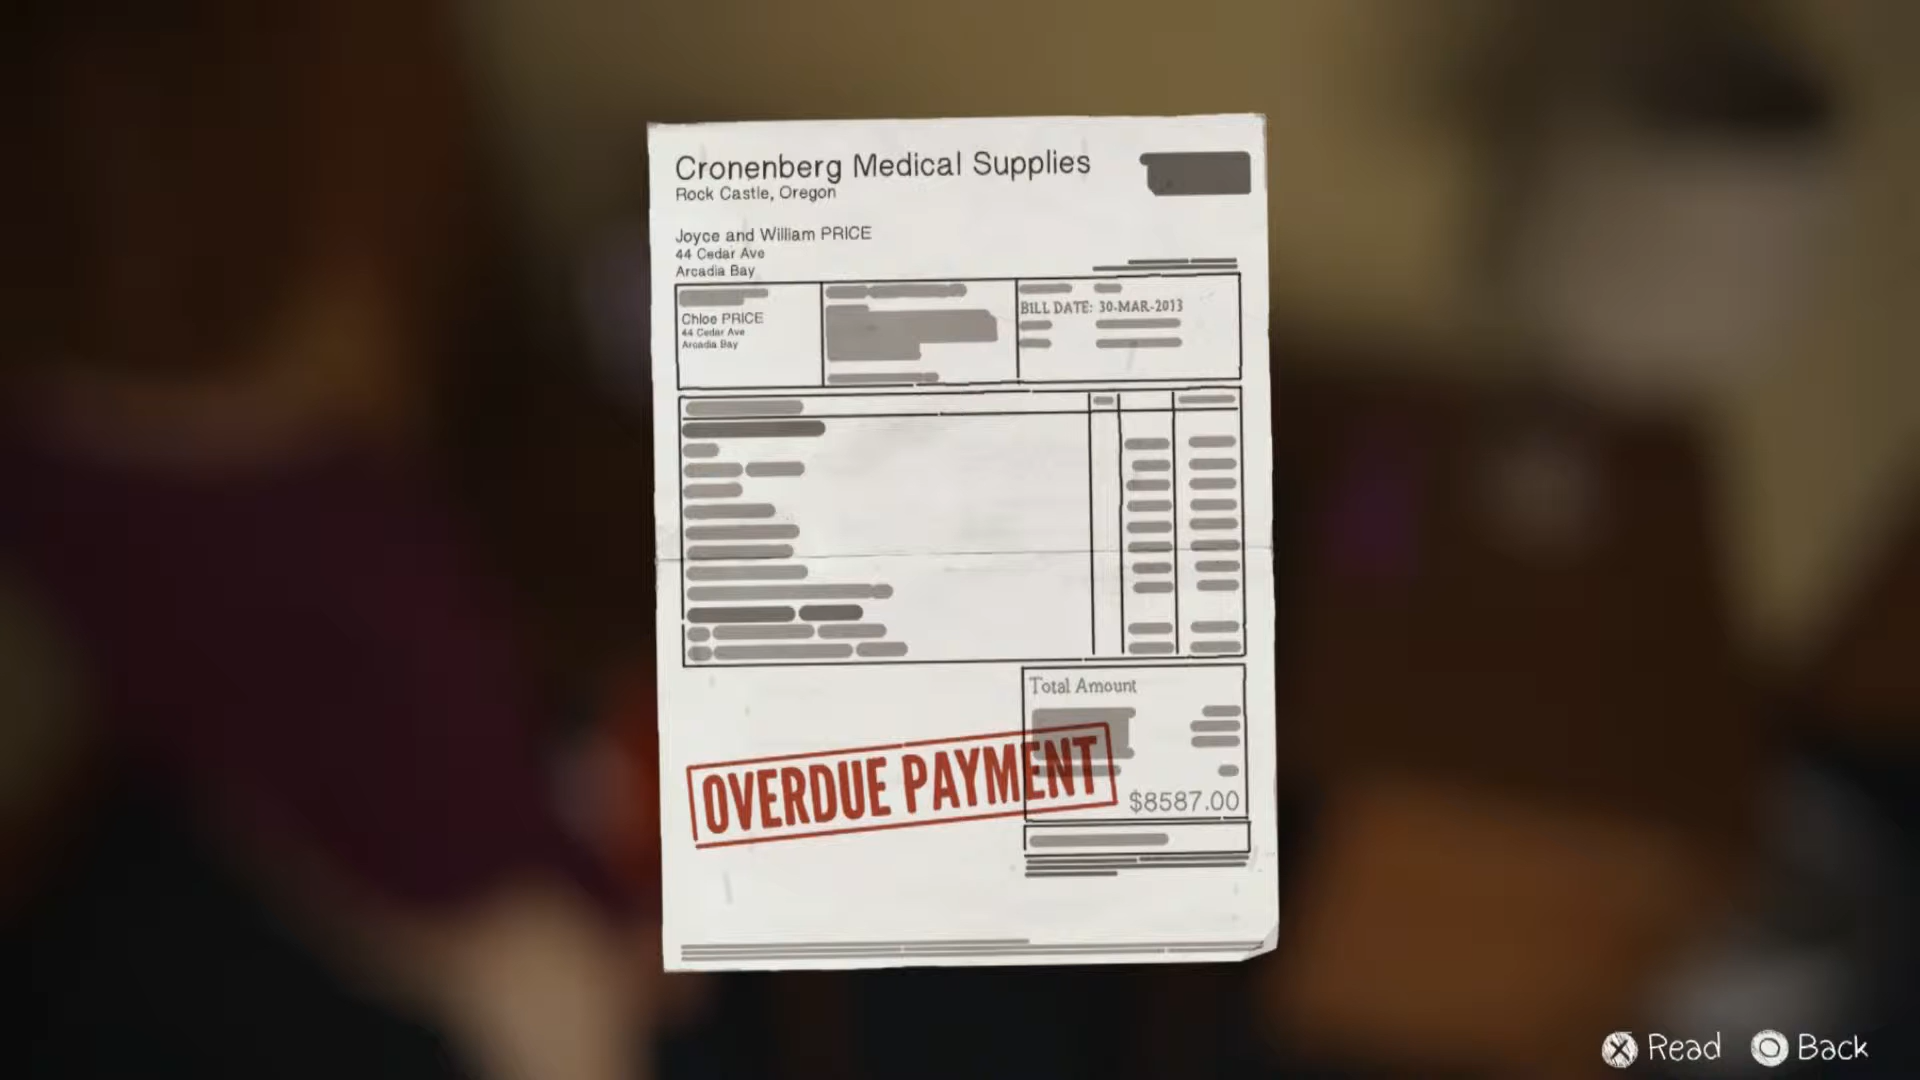 Cronenberg Medical Supplies
Rock Castle, Oregon
Joyce and William PRICE
44 Cedar Ave
Arcadia Bay
Chloe PRICE
44 Cedar Ave
Arcadia Bay
BILL DATE: 30-MAR-2013
Total Amount
OVERDUE PAYMENT
$8587.00
Read
Back